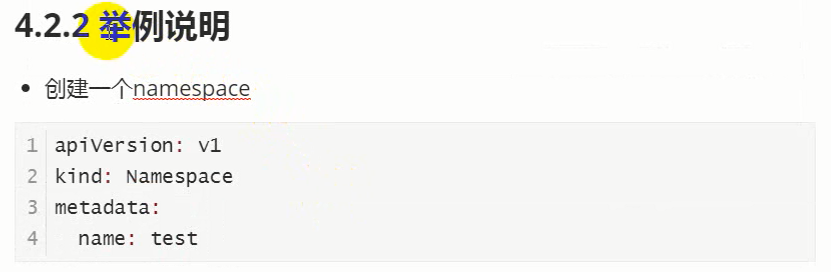 4.2.2 举例说明
• 创建一个namespace
1 apiVersion: v1
2 kind: Namespace
3 metadata:
4   name: test